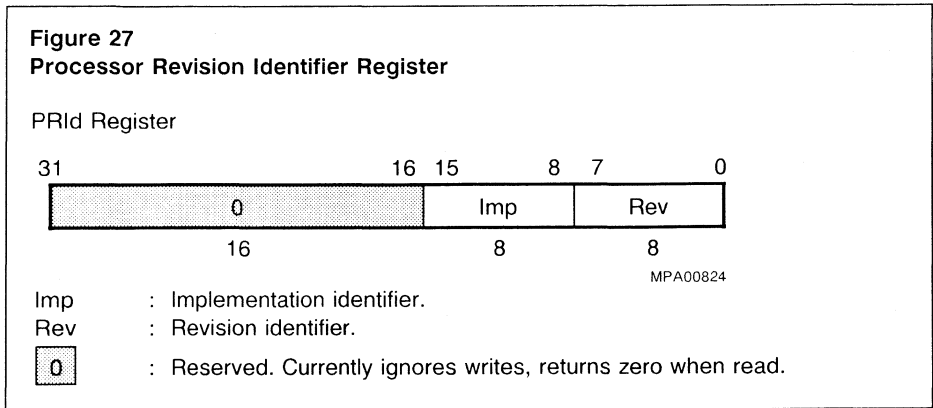 Figure 27
Processor Revision Identifier Register
PRId Register
31 16 15 8 7 0
0 Imp Rev
16 8 8
MPA00824
Imp : Implementation identifier.
Rev : Revision identifier.
0 : Reserved. Currently ignores writes, returns zero when read.